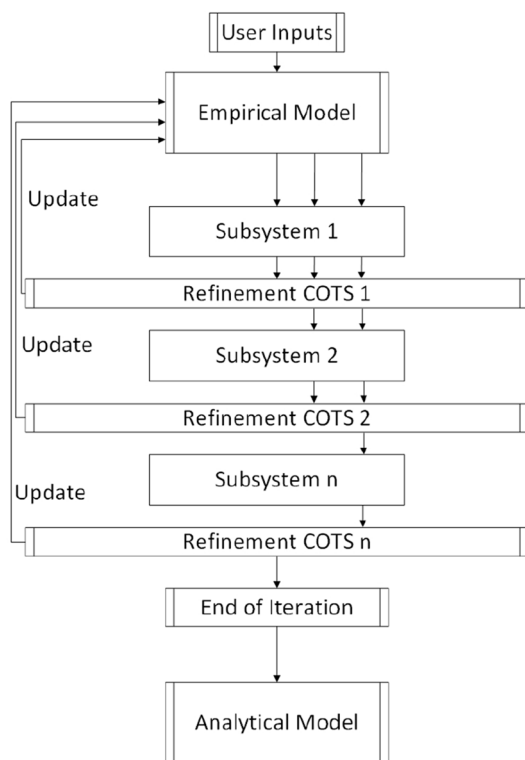 User Inputs
Empirical Model
Update
Subsystem 1
Refinement COTS 1
Update
Subsystem 2
Refinement COTS 2
Subsystem n
Update
Refinement COTS n
End of Iteration
Analytical Model